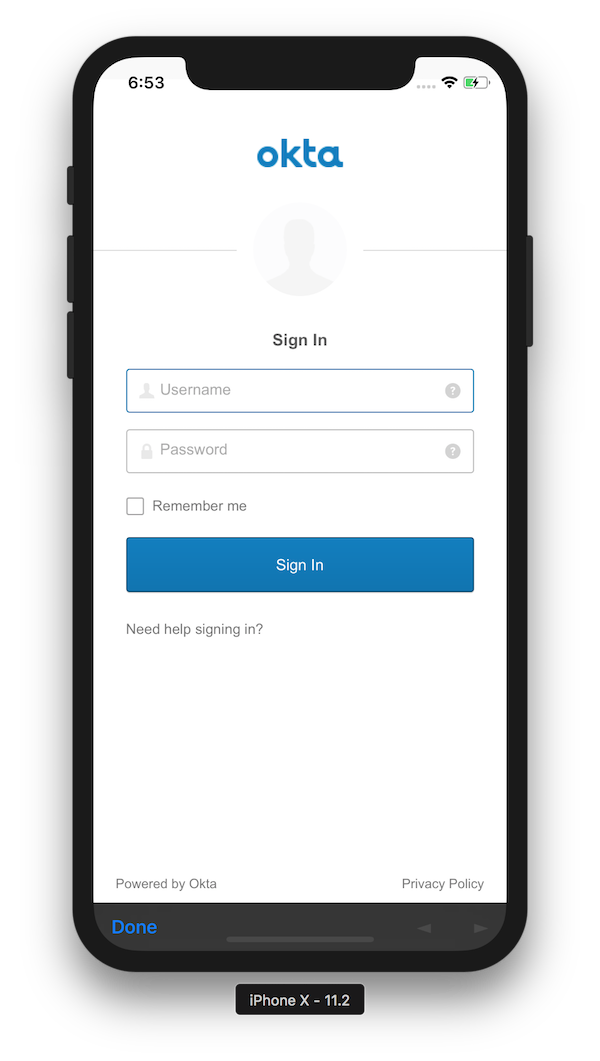 6:53
okta
Sign In
Username ?
Password ?
Remember me
Sign In
Need help signing in?
Powered by Okta Privacy Policy
Done
iPhone X - 11.2